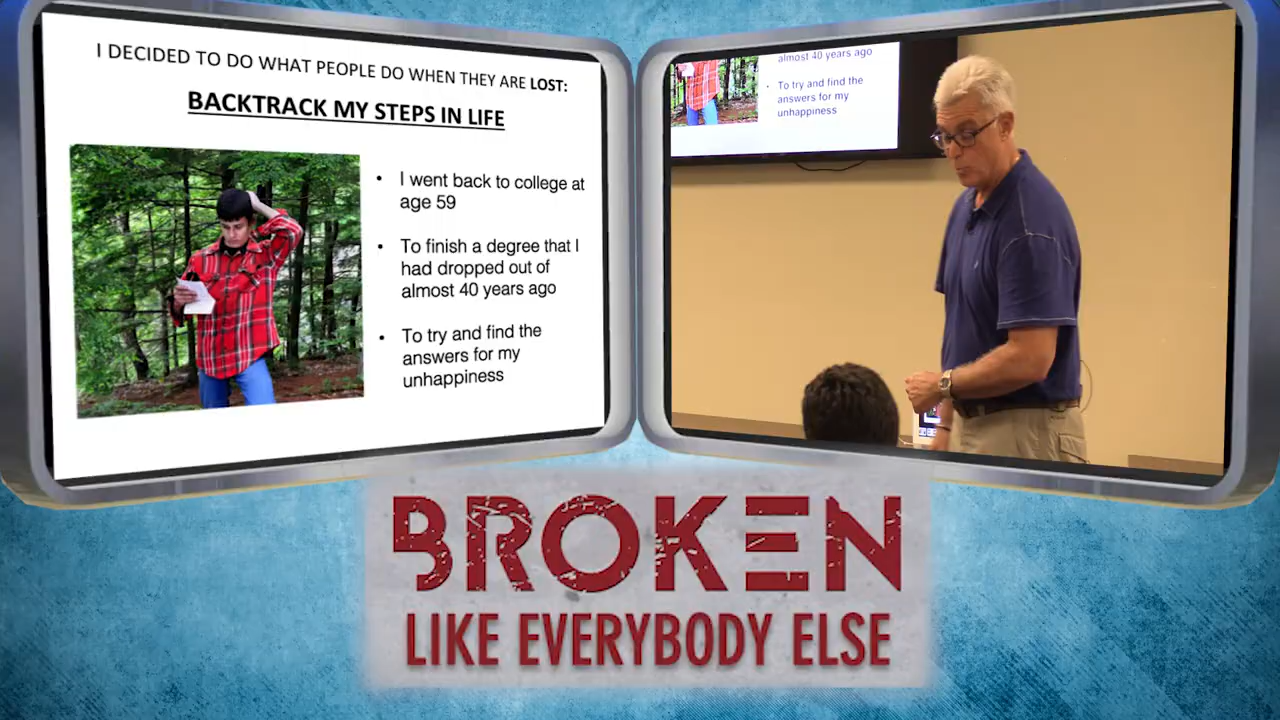 I DECIDED TO DO WHAT PEOPLE DO WHEN THEY ARE LOST:
BACKTRACK MY STEPS IN LIFE
• I went back to college at
age 59
• To finish a degree that I
had dropped out of
almost 40 years ago
• To try and find the
answers for my
unhappiness
almost 40 years ago
• To try and find the
answers for my
unhappiness
BROKEN
LIKE EVERYBODY ELSE